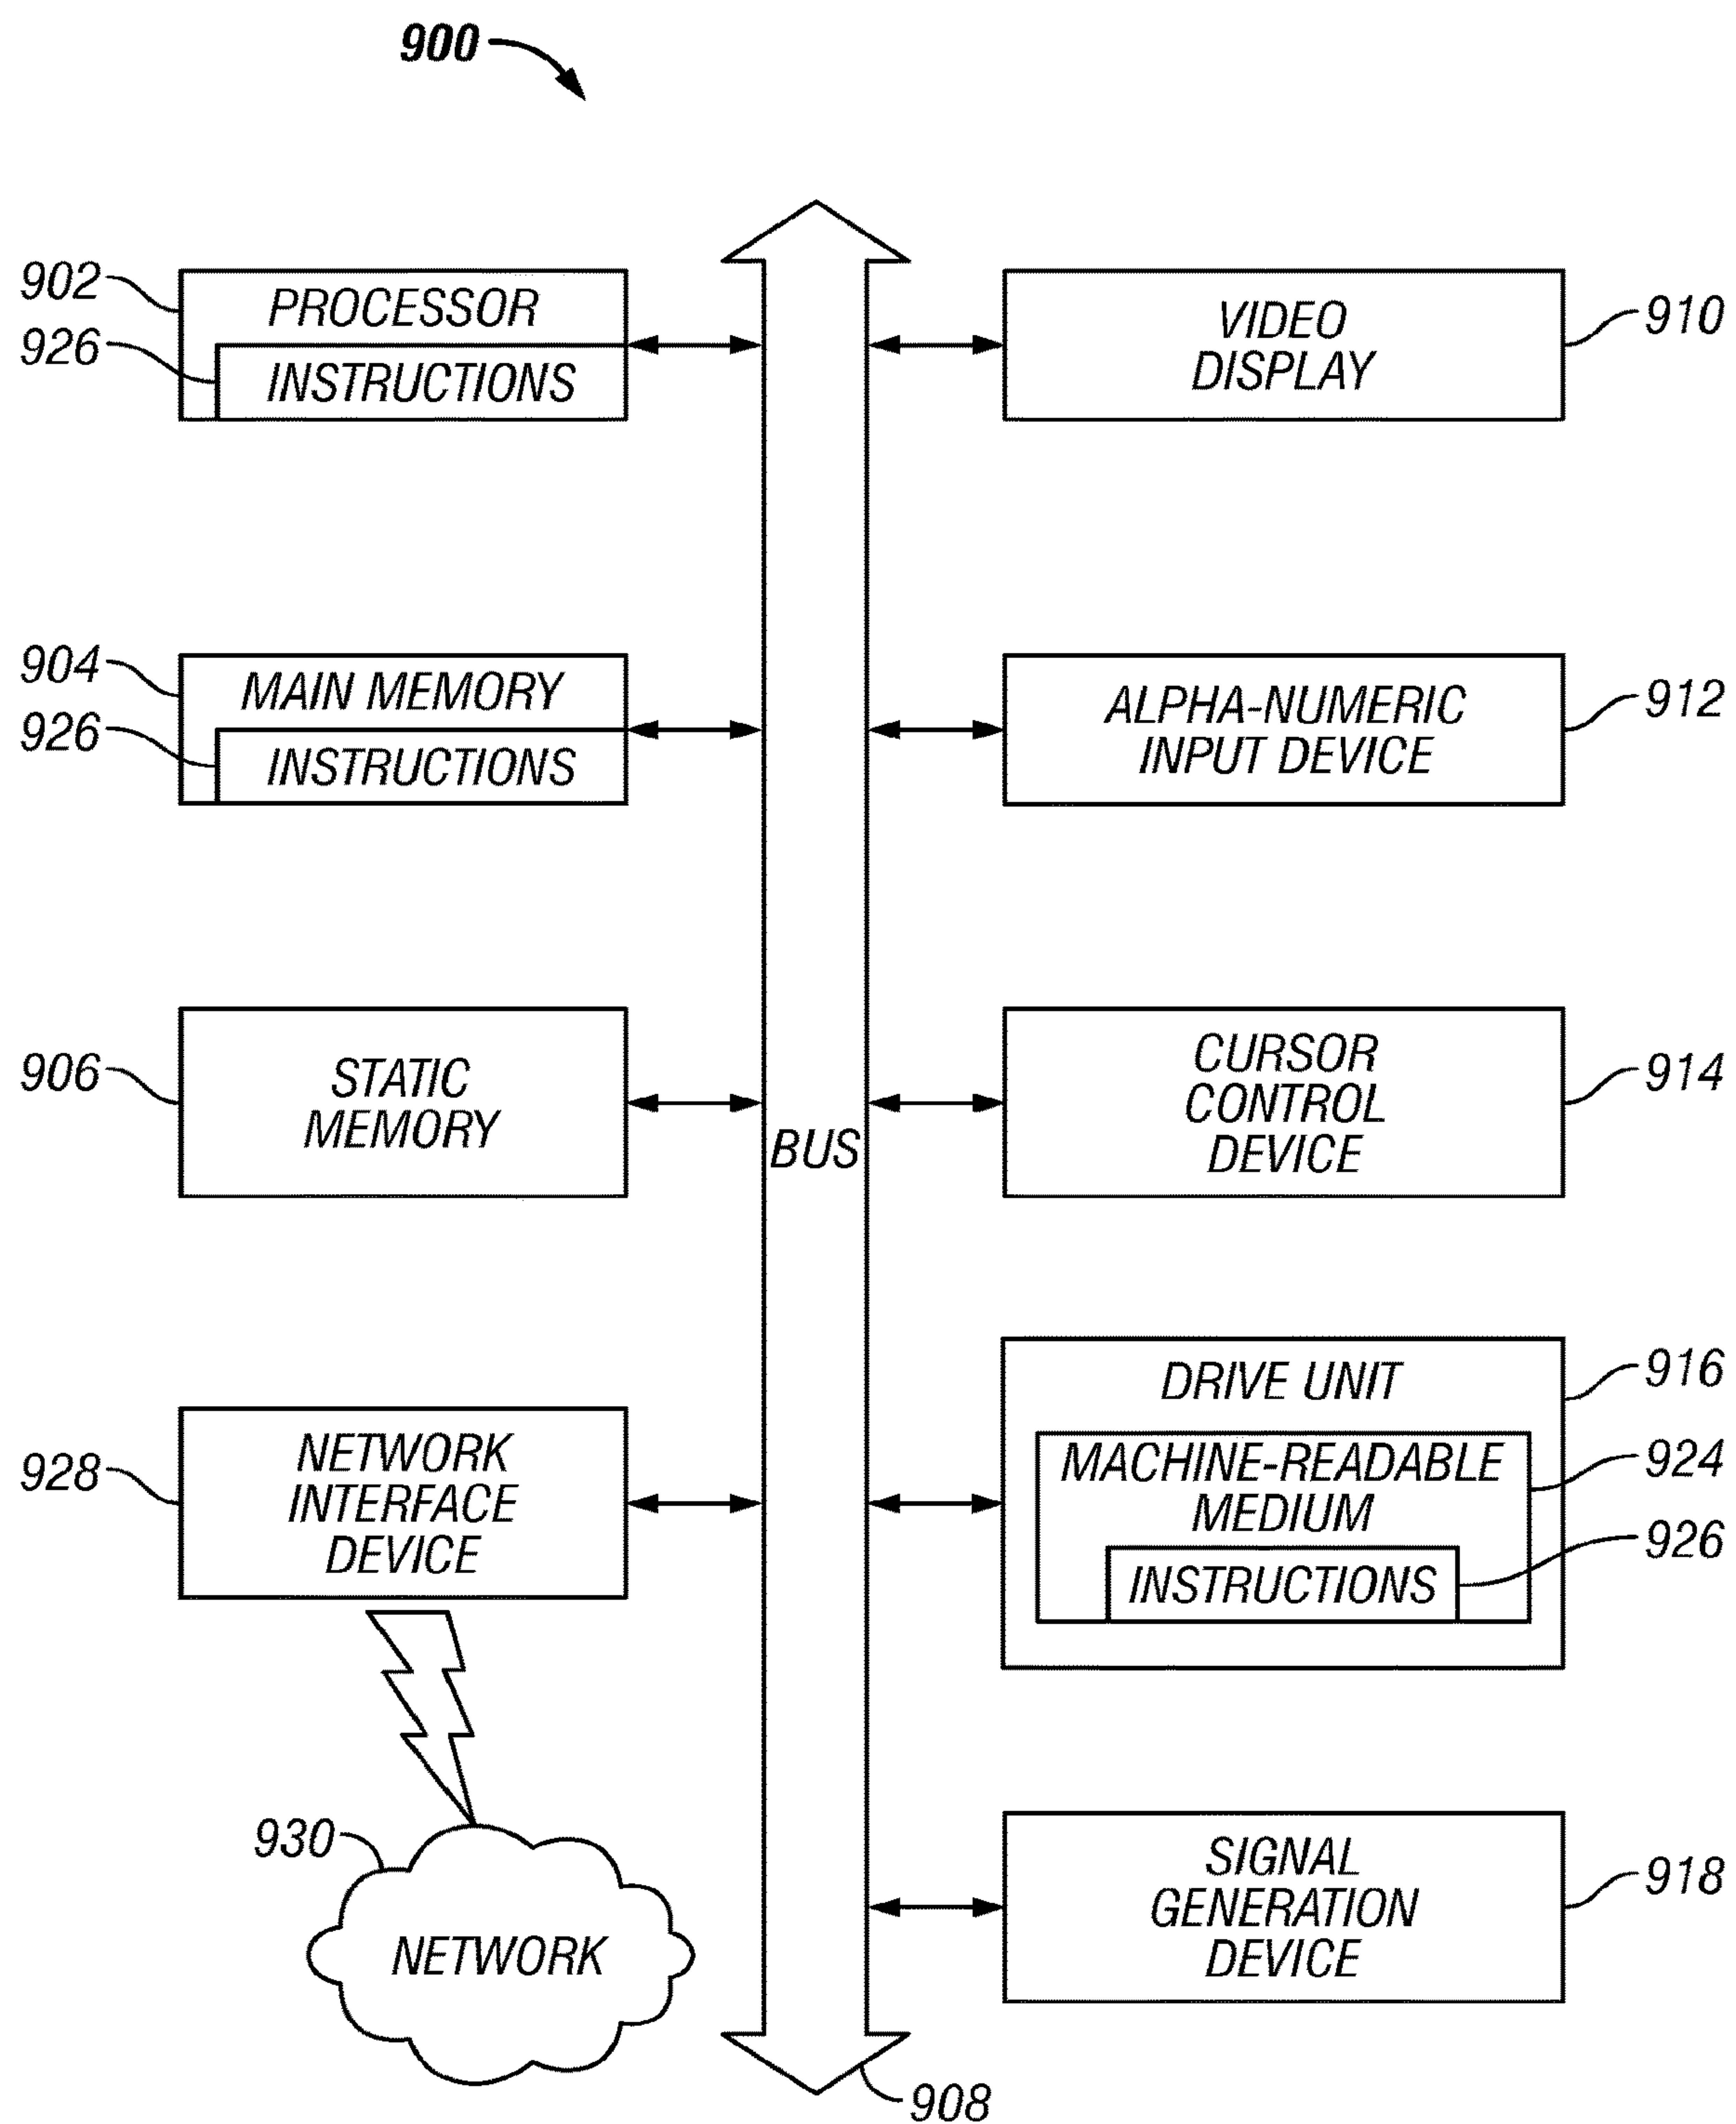 900
902
PROCESSOR
926
INSTRUCTIONS
904
MAIN MEMORY
926
INSTRUCTIONS
906
STATIC
MEMORY
928
NETWORK
INTERFACE
DEVICE
930
NETWORK
BUS
908
VIDEO
DISPLAY
910
ALPHA-NUMERIC
INPUT DEVICE
912
CURSOR
CONTROL
DEVICE
914
DRIVE UNIT
916
MACHINE-READABLE
MEDIUM
924
INSTRUCTIONS
926
SIGNAL
GENERATION
DEVICE
918